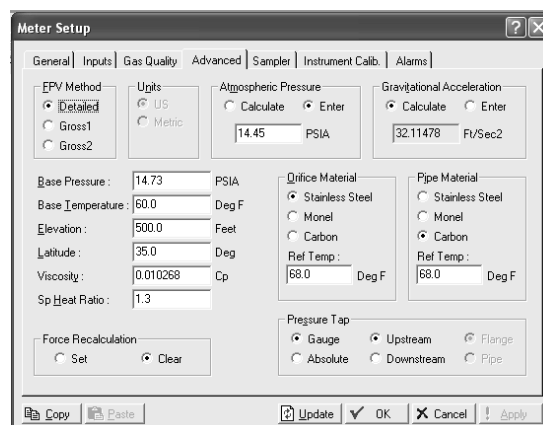 Meter Setup
General Inputs Gas Quality Advanced Sampler Instrument Calib. Alarms
FPV Method
Detailed
Gross1
Gross2
Units
US
Metric
Atmospheric Pressure
Calculate Enter
14.45 PSIA
Gravitational Acceleration
Calculate Enter
32.11478 Ft/Sec2
Base Pressure : 14.73 PSIA
Base Temperature : 60.0 Deg F
Elevation : 500.0 Feet
Latitude : 35.0 Deg
Viscosity : 0.010268 Cp
Sp Heat Ratio : 1.3
Orifice Material
Stainless Steel
Monel
Carbon
Ref Temp :
68.0 Deg F
Pipe Material
Stainless Steel
Monel
Carbon
Ref Temp :
68.0 Deg F
Force Recalculation
Set Clear
Pressure Tap
Gauge Upstream Flange
Absolute Downstream Pipe
Copy Paste Update OK Cancel ! Apply